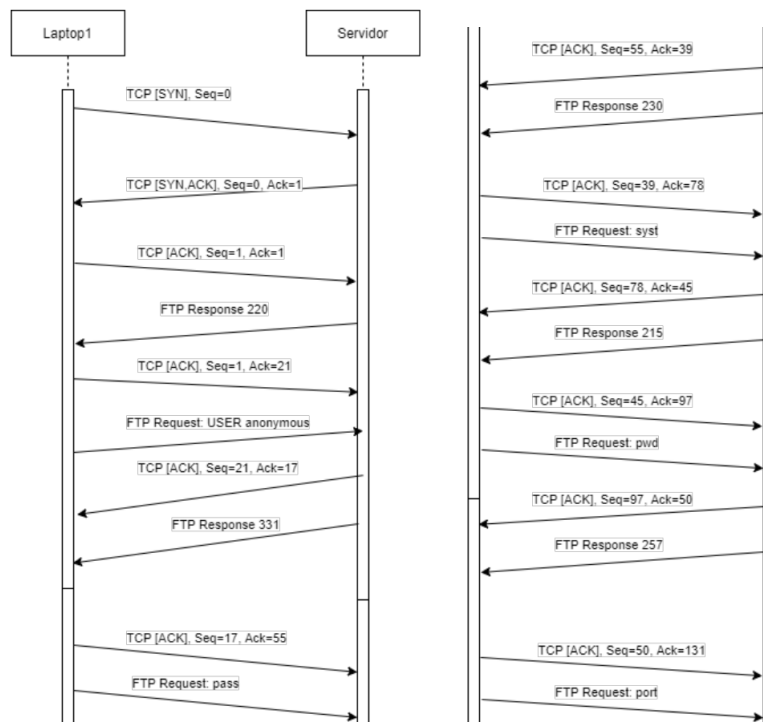 Laptop1
Servidor
TCP [SYN], Seq=0
TCP [SYN,ACK], Seq=0, Ack=1
TCP [ACK], Seq=1, Ack=1
FTP Response 220
TCP [ACK], Seq=1, Ack=21
FTP Request: USER anonymous
TCP [ACK], Seq=21, Ack=17
FTP Response 331
TCP [ACK], Seq=17, Ack=55
FTP Request: pass
TCP [ACK], Seq=55, Ack=39
FTP Response 230
TCP [ACK], Seq=39, Ack=78
FTP Request: syst
TCP [ACK], Seq=78, Ack=45
FTP Response 215
TCP [ACK], Seq=45, Ack=97
FTP Request: pwd
TCP [ACK], Seq=97, Ack=50
FTP Response 257
TCP [ACK], Seq=50, Ack=131
FTP Request: port